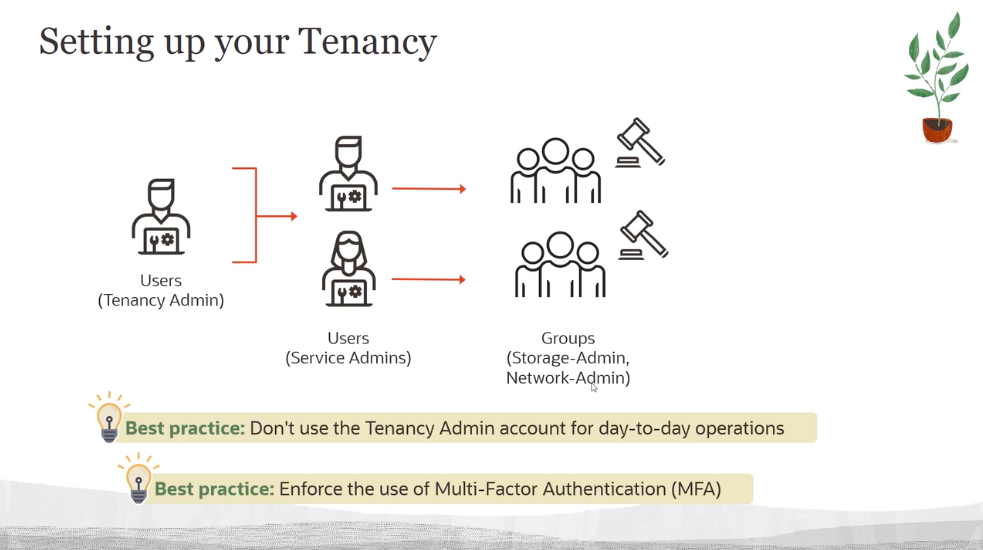 Setting up your Tenancy
Users
(Tenancy Admin)
Users
(Service Admins)
Groups
(Storage-Admin,
Network-Admin)
Best practice: Don't use the Tenancy Admin account for day-to-day operations
Best practice: Enforce the use of Multi-Factor Authentication (MFA)